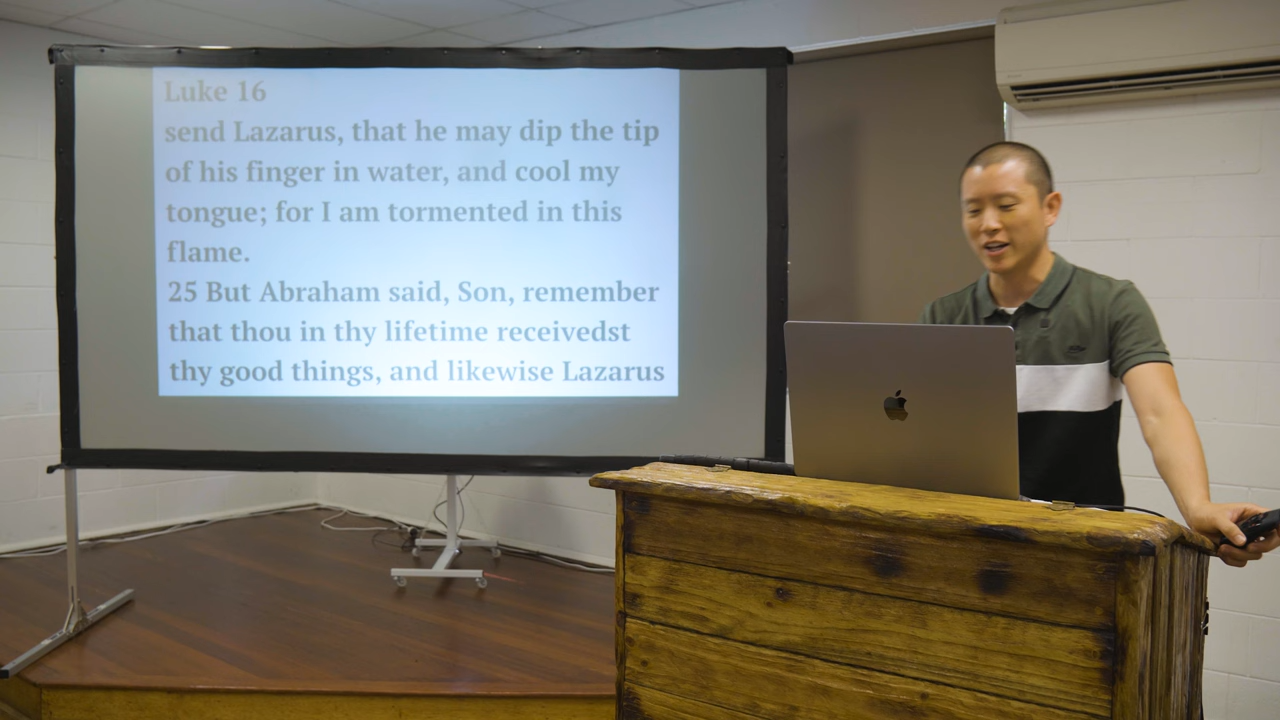 Luke 16
send Lazarus, that he may dip the tip
of his finger in water, and cool my
tongue; for I am tormented in this
flame.
25 But Abraham said, Son, remember
that thou in thy lifetime receivedst
thy good things, and likewise Lazarus